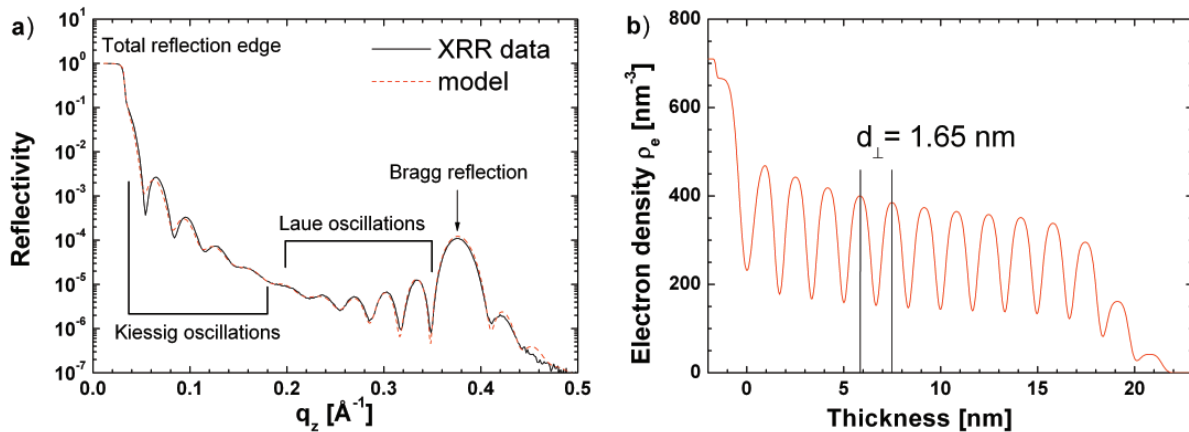 a)
Total reflection edge
XRR data
model
Bragg reflection
Laue oscillations
Kiessig oscillations
Reflectivity
10⁰
10⁻¹
10⁻²
10⁻³
10⁻⁴
10⁻⁵
10⁻⁶
10⁻⁷
0.0 0.1 0.2 0.3 0.4 0.5
q_z [Å⁻¹]
b)
d_⊥ = 1.65 nm
Electron density ρ_e [nm⁻³]
800
600
400
200
0
0 5 10 15 20
Thickness [nm]